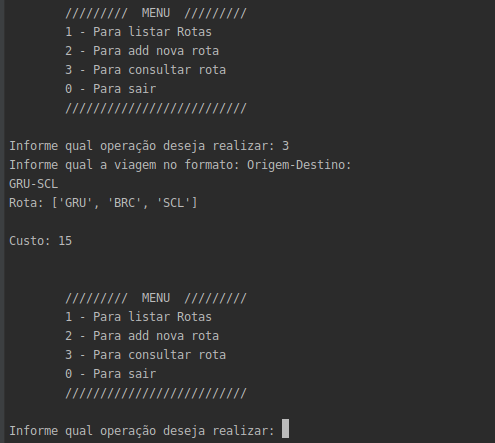 /////////  MENU  /////////
1 - Para listar Rotas
2 - Para add nova rota
3 - Para consultar rota
0 - Para sair
//////////////////////////
Informe qual operação deseja realizar: 3
Informe qual a viagem no formato: Origem-Destino:
GRU-SCL
Rota: ['GRU', 'BRC', 'SCL']
Custo: 15
/////////  MENU  /////////
1 - Para listar Rotas
2 - Para add nova rota
3 - Para consultar rota
0 - Para sair
//////////////////////////
Informe qual operação deseja realizar: